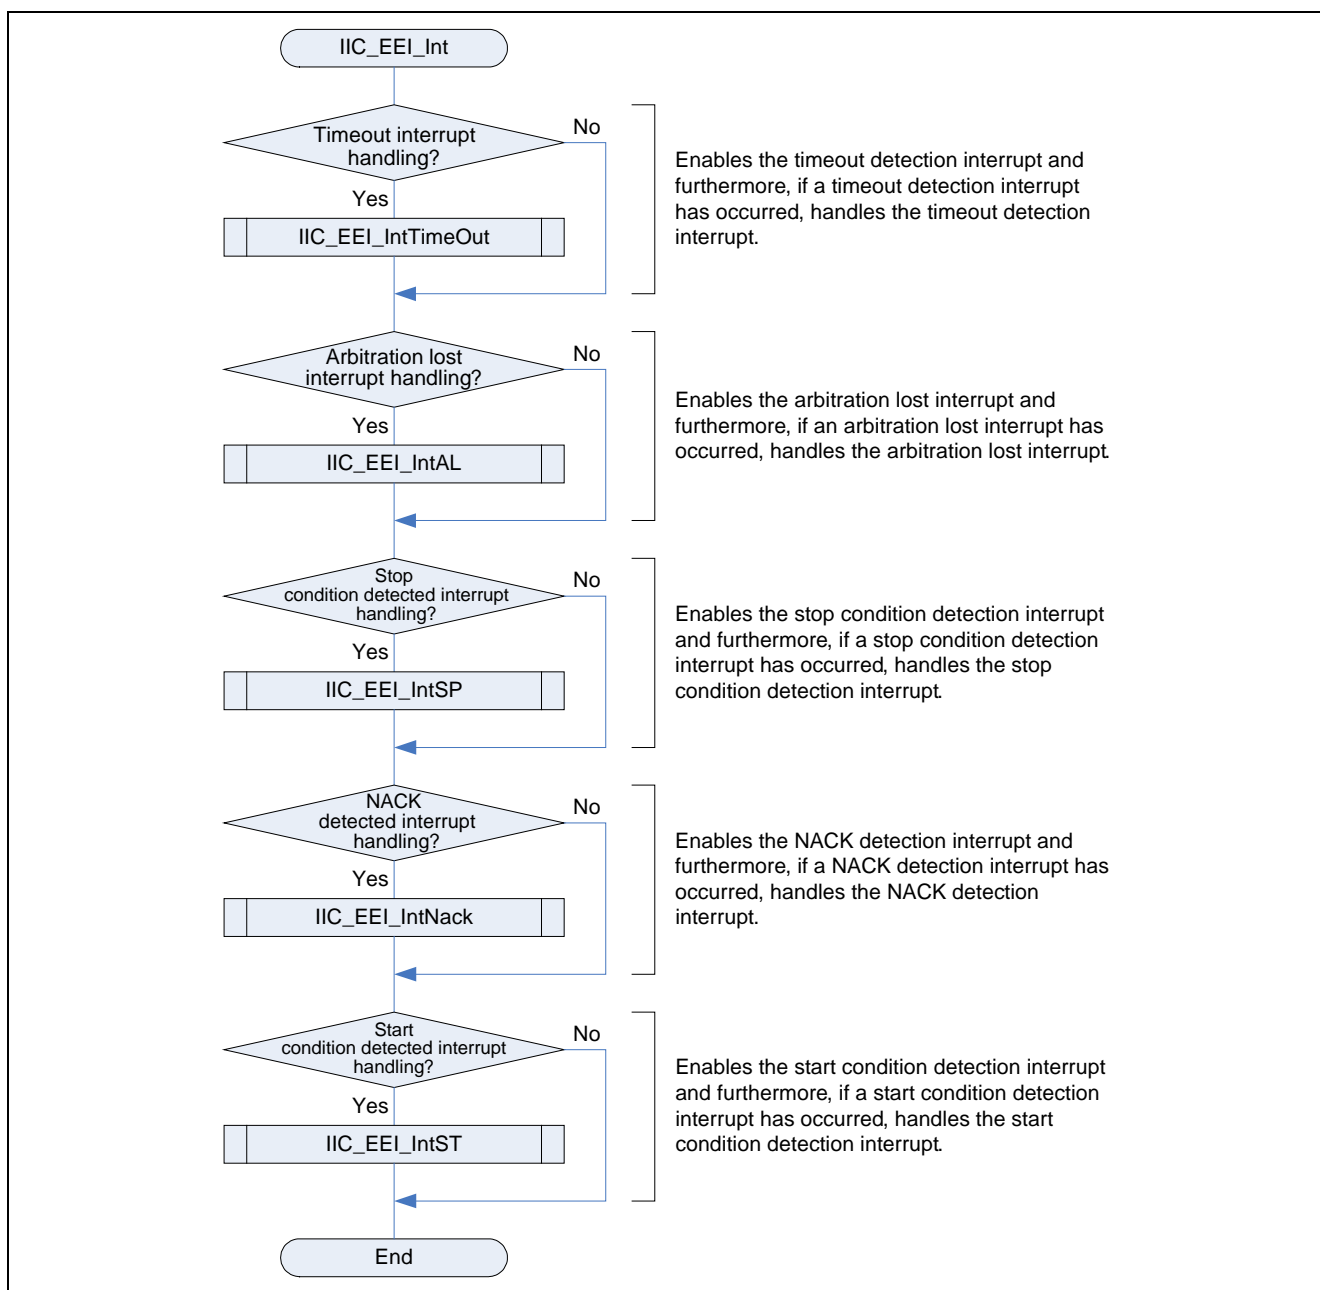 IIC_EEI_Int
Timeout interrupt
handling?
No
Yes
IIC_EEI_IntTimeOut
Enables the timeout detection interrupt and
furthermore, if a timeout detection interrupt
has occurred, handles the timeout detection
interrupt.
Arbitration lost
interrupt handling?
No
Yes
IIC_EEI_IntAL
Enables the arbitration lost interrupt and
furthermore, if an arbitration lost interrupt has
occurred, handles the arbitration lost interrupt.
Stop
condition detected interrupt
handling?
No
Yes
IIC_EEI_IntSP
Enables the stop condition detection interrupt
and furthermore, if a stop condition detection
interrupt has occurred, handles the stop
condition detection interrupt.
NACK
detected interrupt
handling?
No
Yes
IIC_EEI_IntNack
Enables the NACK detection interrupt and
furthermore, if a NACK detection interrupt has
occurred, handles the NACK detection
interrupt.
Start
condition detected interrupt
handling?
No
Yes
IIC_EEI_IntST
Enables the start condition detection interrupt
and furthermore, if a start condition detection
interrupt has occurred, handles the start
condition detection interrupt.
End